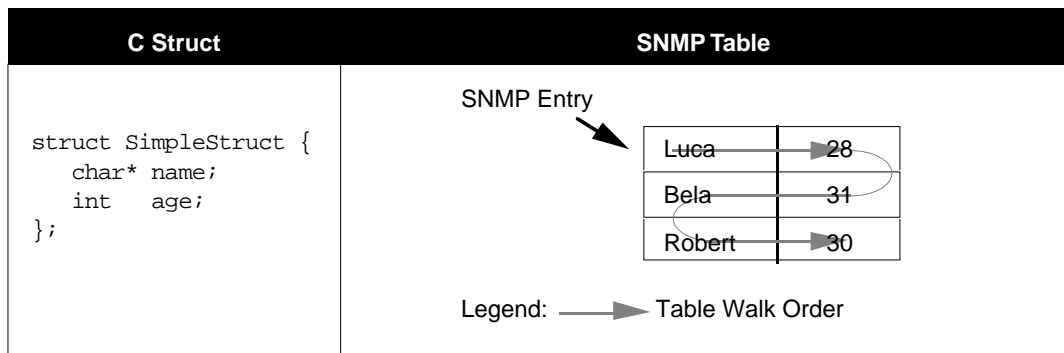 C Struct
SNMP Table
struct SimpleStruct {
   char* name;
   int   age;
};
SNMP Entry
Luca 28
Bela 31
Robert 30
Legend: Table Walk Order